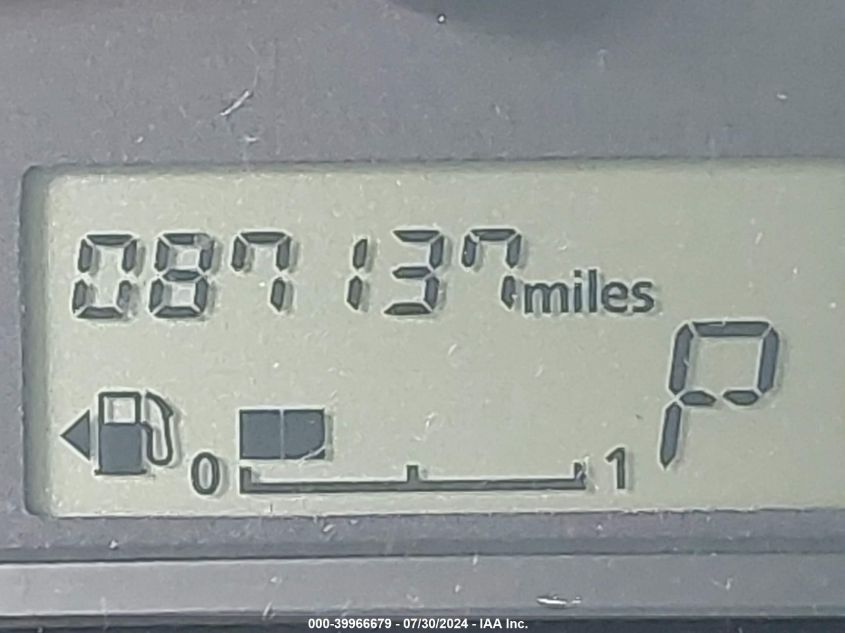 087137 miles
P
0 1
000-39966679 - 07/30/2024 - IAA Inc.